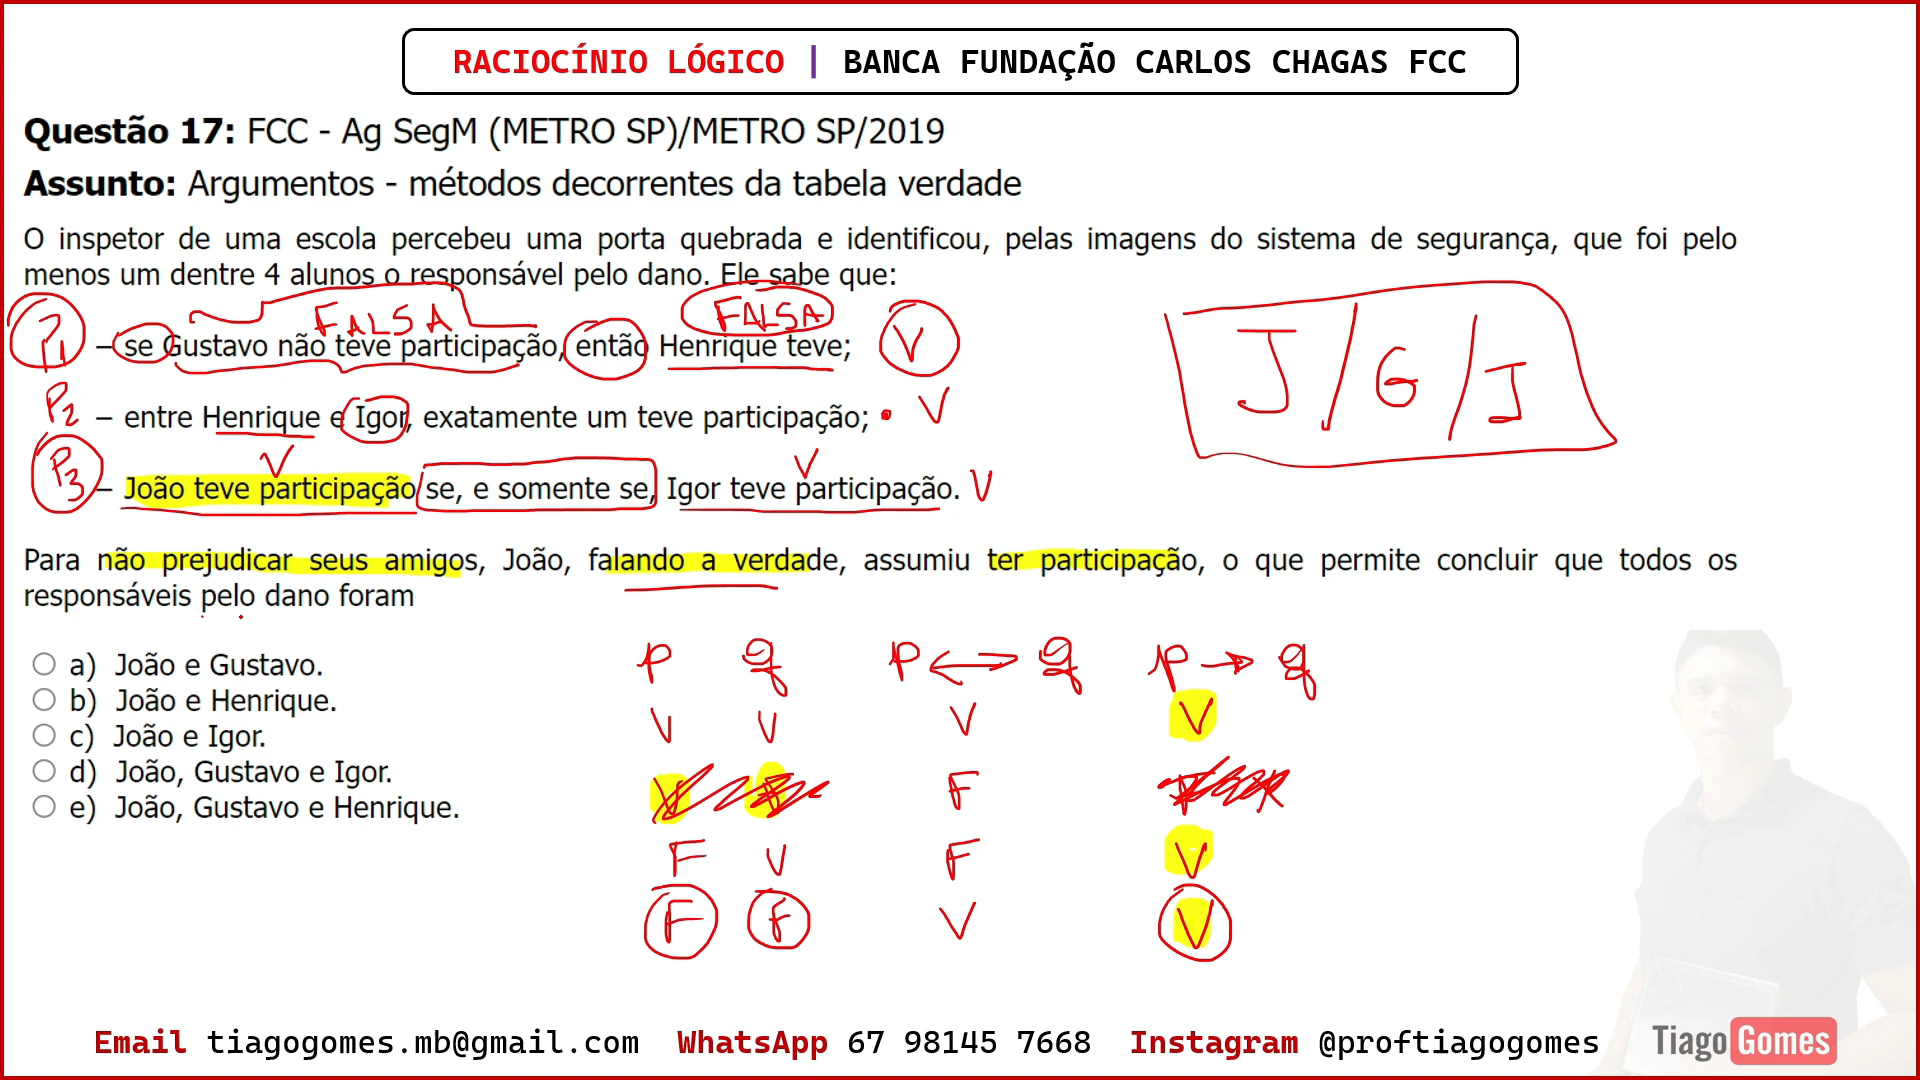 RACIOCÍNIO LÓGICO | BANCA FUNDAÇÃO CARLOS CHAGAS FCC
Questão 17: FCC - Ag SegM (METRO SP)/METRO SP/2019
Assunto: Argumentos - métodos decorrentes da tabela verdade
O inspetor de uma escola percebeu uma porta quebrada e identificou, pelas imagens do sistema de segurança, que foi pelo
menos um dentre 4 alunos o responsável pelo dano. Ele sabe que:
FALSA FALSA
P1 – se Gustavo não teve participação, então Henrique teve; V
J / G / I
P2 – entre Henrique e Igor, exatamente um teve participação; V
V V
P3 – João teve participação se, e somente se, Igor teve participação. V
Para não prejudicar seus amigos, João, falando a verdade, assumiu ter participação, o que permite concluir que todos os
responsáveis pelo dano foram
a) João e Gustavo.
b) João e Henrique.
c) João e Igor.
d) João, Gustavo e Igor.
e) João, Gustavo e Henrique.
p q p ↔ q p → q
V V V V
V F F F
F V F V
F F V V
Email tiagogomes.mb@gmail.com WhatsApp 67 98145 7668 Instagram @proftiagogomes
Tiago Gomes